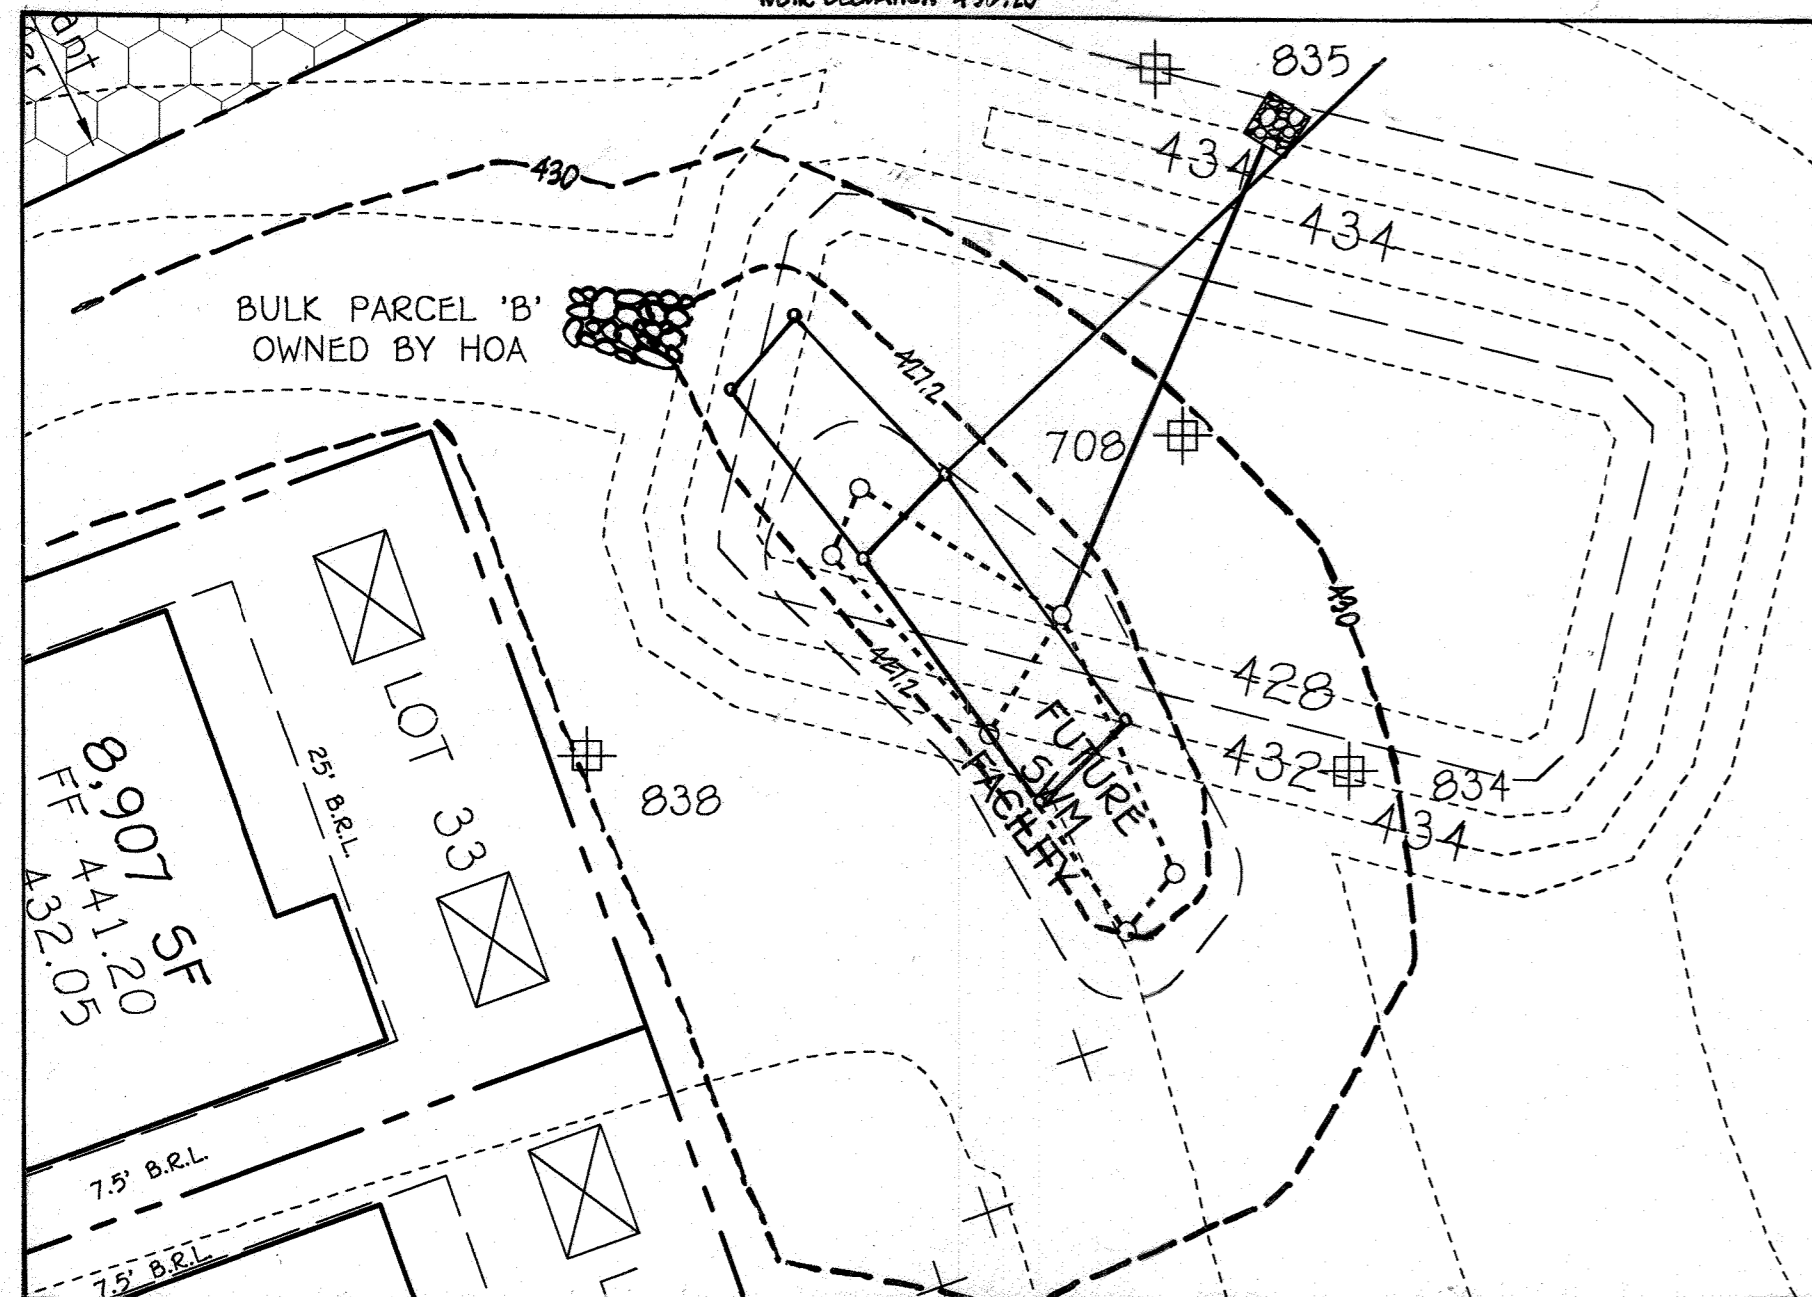 835
434
434
430
BULK PARCEL 'B'
OWNED BY HOA
427.2
708
430
427.2
428
432
834
434
FUTURE
SWM
FACILITY
838
LOT 33
25' B.R.L.
8,907 SF
FF 441.20
432.05
7.5' B.R.L.
7.5' B.R.L.
L